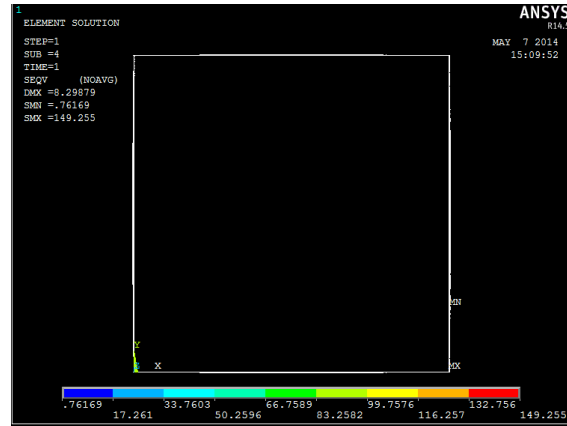 1
ELEMENT SOLUTION
ANSYS
R14.5
STEP=1
SUB =4
TIME=1
SEQV (NOAVG)
DMX =8.29879
SMN =.76169
SMX =149.255
MAY 7 2014
15:09:52
MN
Y
X
MX
.76169 33.7603 66.7589 99.7576 132.756
17.261 50.2596 83.2582 116.257 149.255